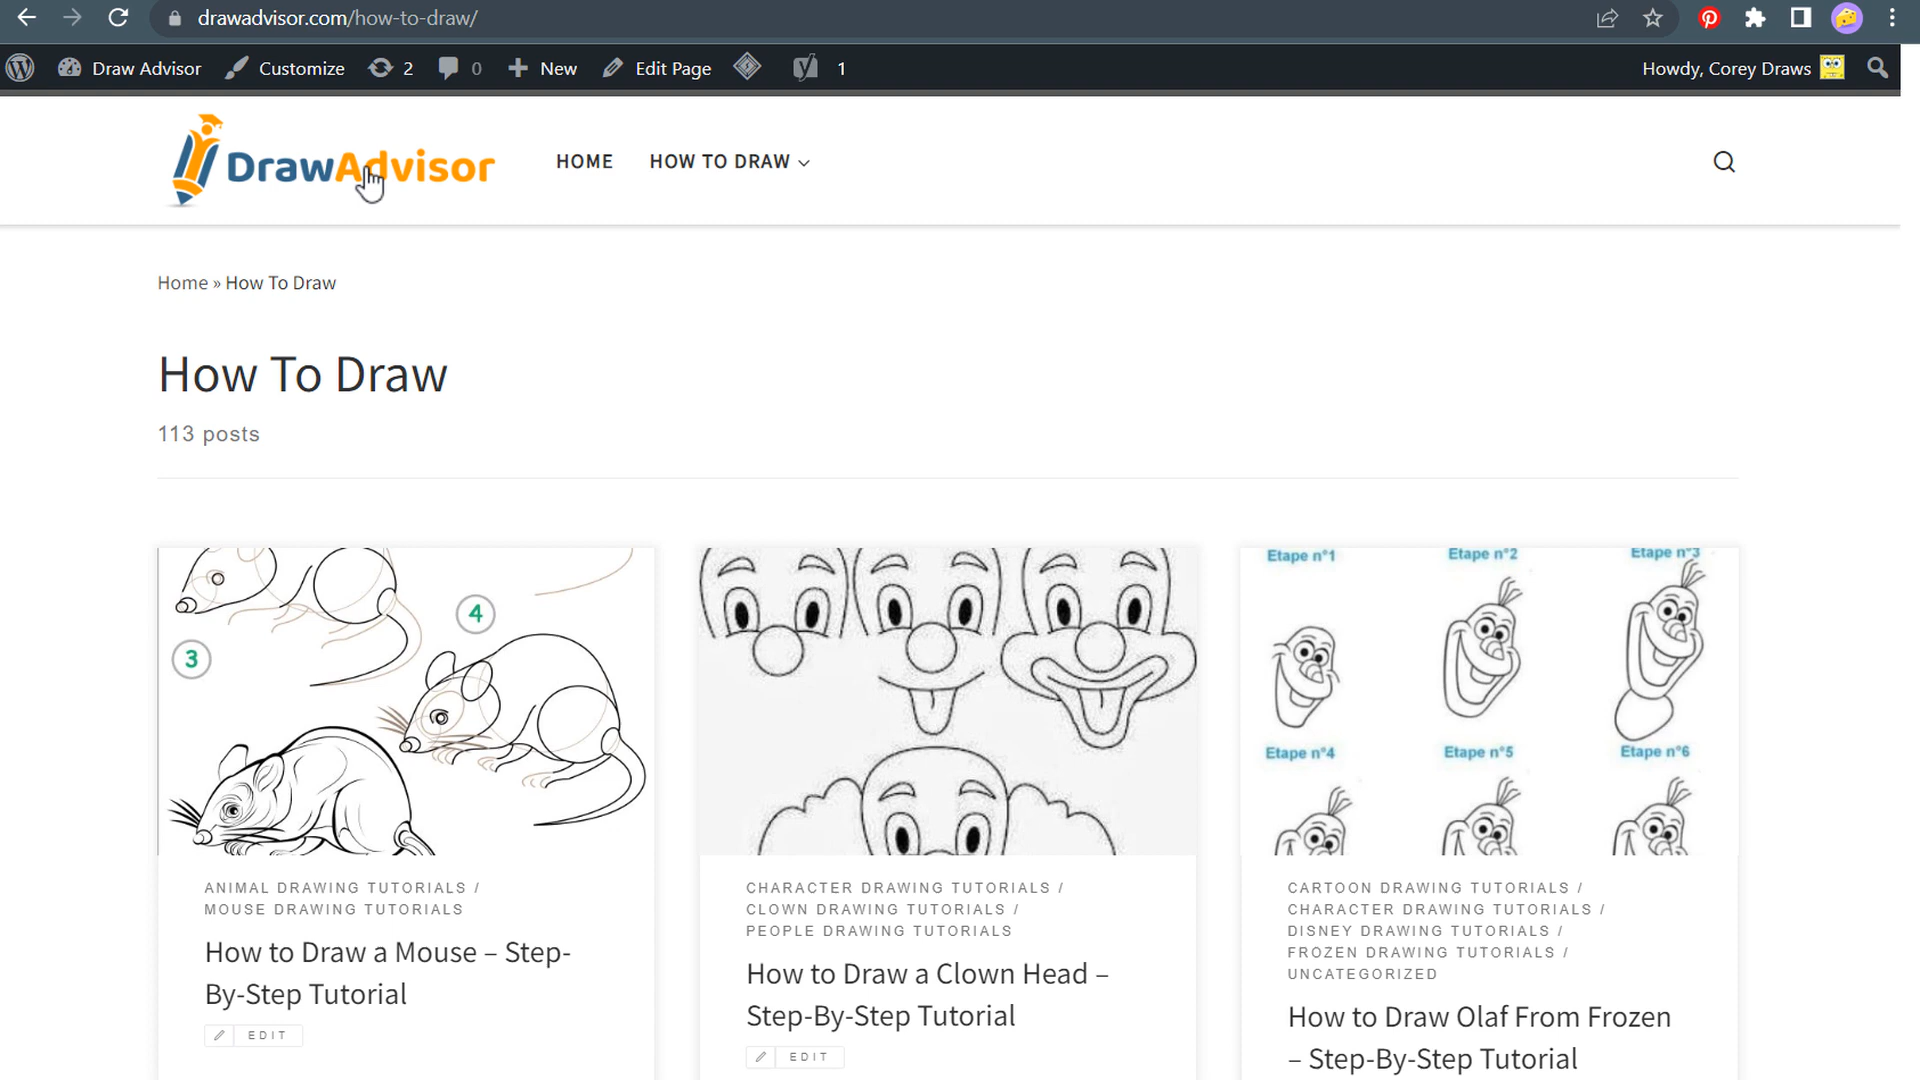 drawadvisor.com/how-to-draw/
Draw Advisor Customize 2 0 New Edit Page 1 Howdy, Corey Draws
DrawAdvisor HOME HOW TO DRAW
Home » How To Draw
How To Draw
113 posts
3
4
Etape n°1 Etape n°2 Etape n°3
Etape n°4 Etape n°5 Etape n°6
ANIMAL DRAWING TUTORIALS /
MOUSE DRAWING TUTORIALS
How to Draw a Mouse – Step-
By-Step Tutorial
EDIT
CHARACTER DRAWING TUTORIALS /
CLOWN DRAWING TUTORIALS /
PEOPLE DRAWING TUTORIALS
How to Draw a Clown Head –
Step-By-Step Tutorial
EDIT
CARTOON DRAWING TUTORIALS /
CHARACTER DRAWING TUTORIALS /
DISNEY DRAWING TUTORIALS /
FROZEN DRAWING TUTORIALS /
UNCATEGORIZED
How to Draw Olaf From Frozen
– Step-By-Step Tutorial